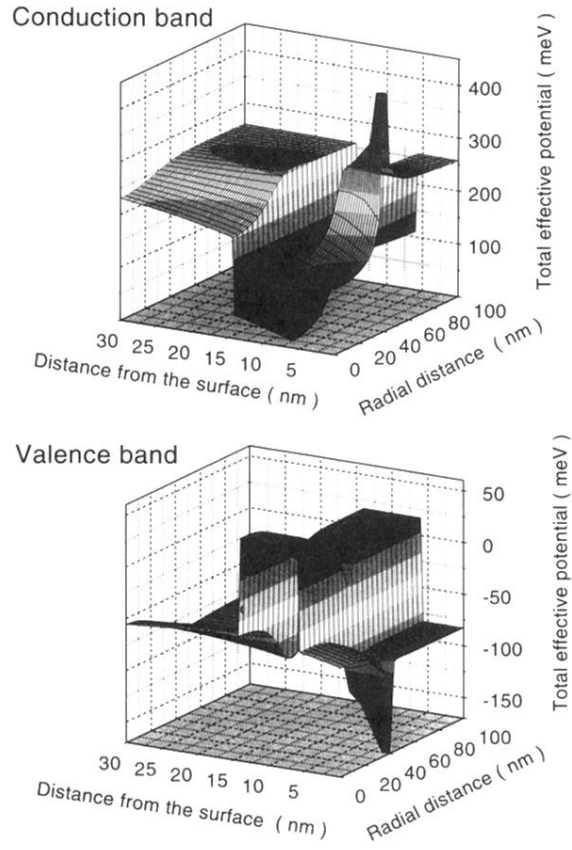 Conduction band
400
300
200
100
Total effective potential ( meV )
30 25 20 15 10 5
Distance from the surface ( nm )
0 20 40 60 80 100
Radial distance ( nm )
Valence band
50
0
-50
-100
-150
Total effective potential ( meV )
30 25 20 15 10 5
Distance from the surface ( nm )
0 20 40 60 80 100
Radial distance ( nm )